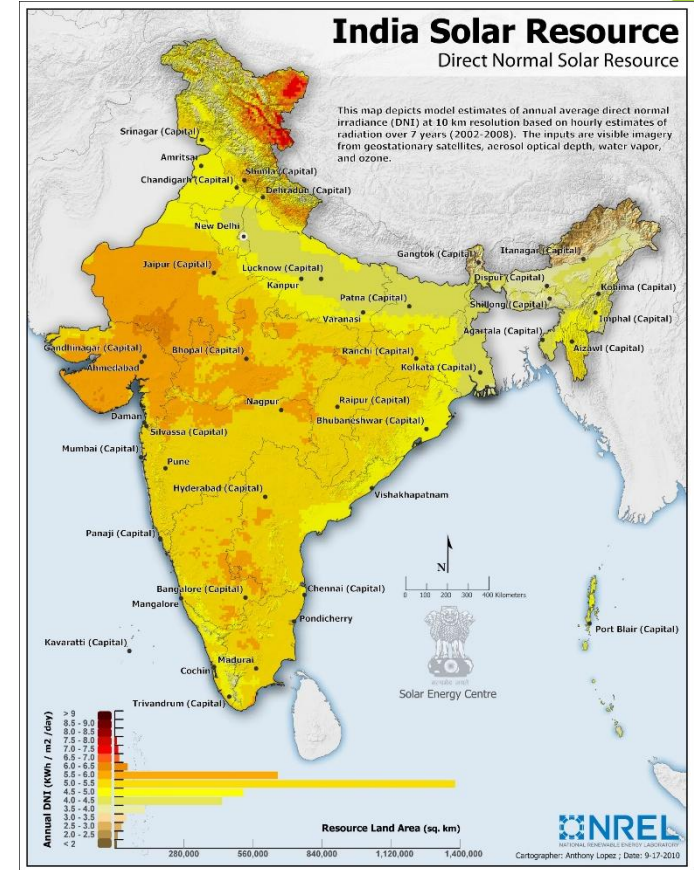 India Solar Resource
Direct Normal Solar Resource
This map depicts model estimates of annual average direct normal
irradiance (DNI) at 10 km resolution based on hourly estimates of
radiation over 7 years (2002-2008). The inputs are visible imagery
from geostationary satellites, aerosol optical depth, water vapor,
and ozone.
Srinagar (Capital)
Amritsar
Shimla (Capital)
Chandigarh (Capital)
Dehradun (Capital)
New Delhi
Gangtok (Capital)
Itanagar (Capital)
Jaipur (Capital)
Lucknow (Capital)
Kanpur
Dispur (Capital)
Kohima (Capital)
Patna (Capital)
Shillong (Capital)
Varanasi
Imphal (Capital)
Agartala (Capital)
Gandhinagar (Capital)
Bhopal (Capital)
Ranchi (Capital)
Aizawl (Capital)
Ahmedabad
Kolkata (Capital)
Nagpur
Raipur (Capital)
Daman
Bhubaneshwar (Capital)
Silvassa (Capital)
Mumbai (Capital)
Pune
Hyderabad (Capital)
Vishakhapatnam
Panaji (Capital)
N
0 100 200 300 400 Kilometers
Bangalore (Capital)
Chennai (Capital)
Mangalore
Pondicherry
Port Blair (Capital)
Kavaratti (Capital)
Madurai
Cochin
Solar Energy Centre
Trivandrum (Capital)
Annual DNI (KWh / m2 /day)
> 9
8.5 - 9.0
8.0 - 8.5
7.5 - 8.0
7.0 - 7.5
6.5 - 7.0
6.0 - 6.5
5.5 - 6.0
5.0 - 5.5
4.5 - 5.0
4.0 - 4.5
3.5 - 4.0
3.0 - 3.5
2.5 - 3.0
2.0 - 2.5
< 2
Resource Land Area (sq. km)
280,000 560,000 840,000 1,120,000 1,400,000
NREL
NATIONAL RENEWABLE ENERGY LABORATORY
Cartographer: Anthony Lopez ; Date: 9-17-2010